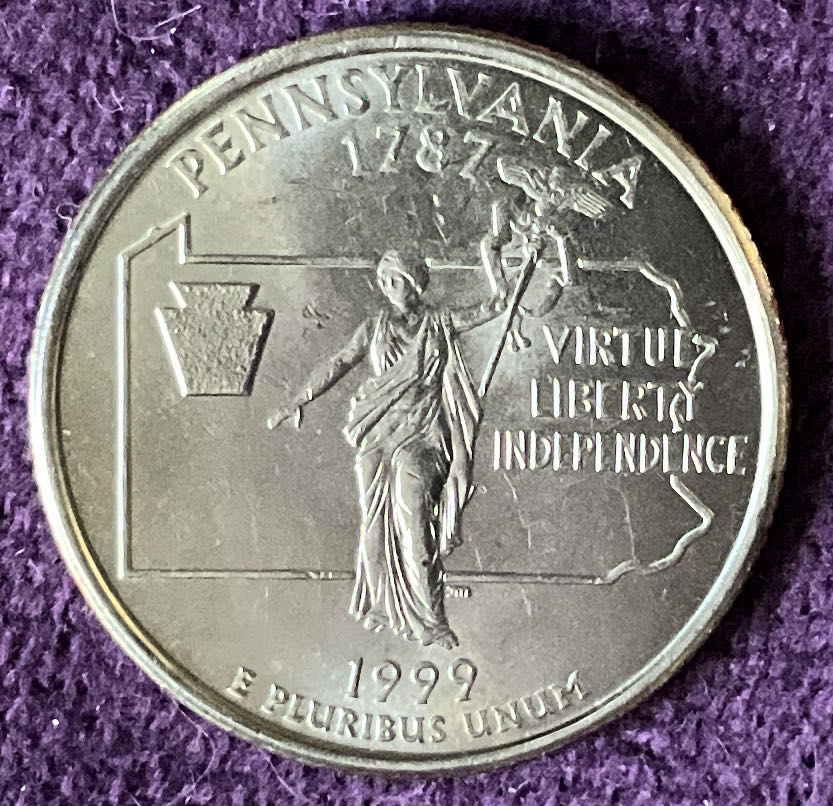 PENNSYLVANIA
1787
VIRTUE
LIBERTY
INDEPENDENCE
1999
E PLURIBUS UNUM